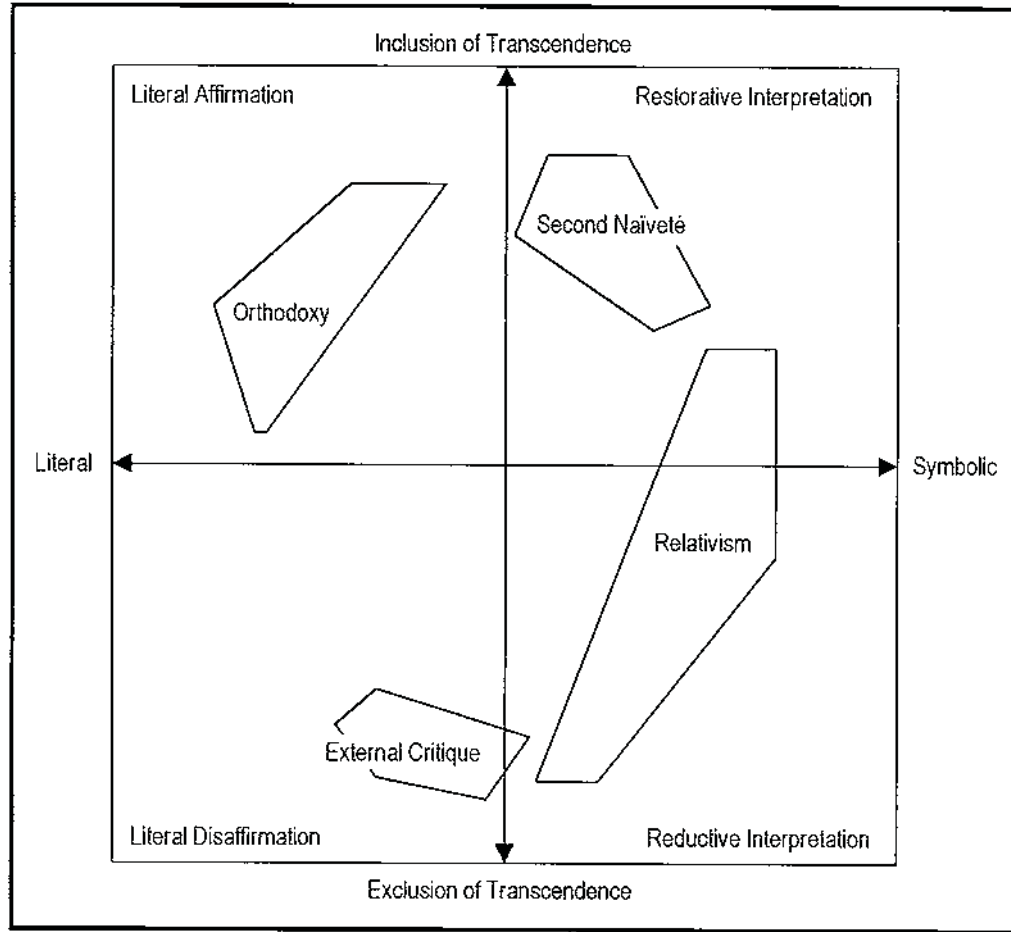 Inclusion of Transcendence
Literal Affirmation
Restorative Interpretation
Second Naïveté
Orthodoxy
Literal
Symbolic
Relativism
External Critique
Literal Disaffirmation
Reductive Interpretation
Exclusion of Transcendence